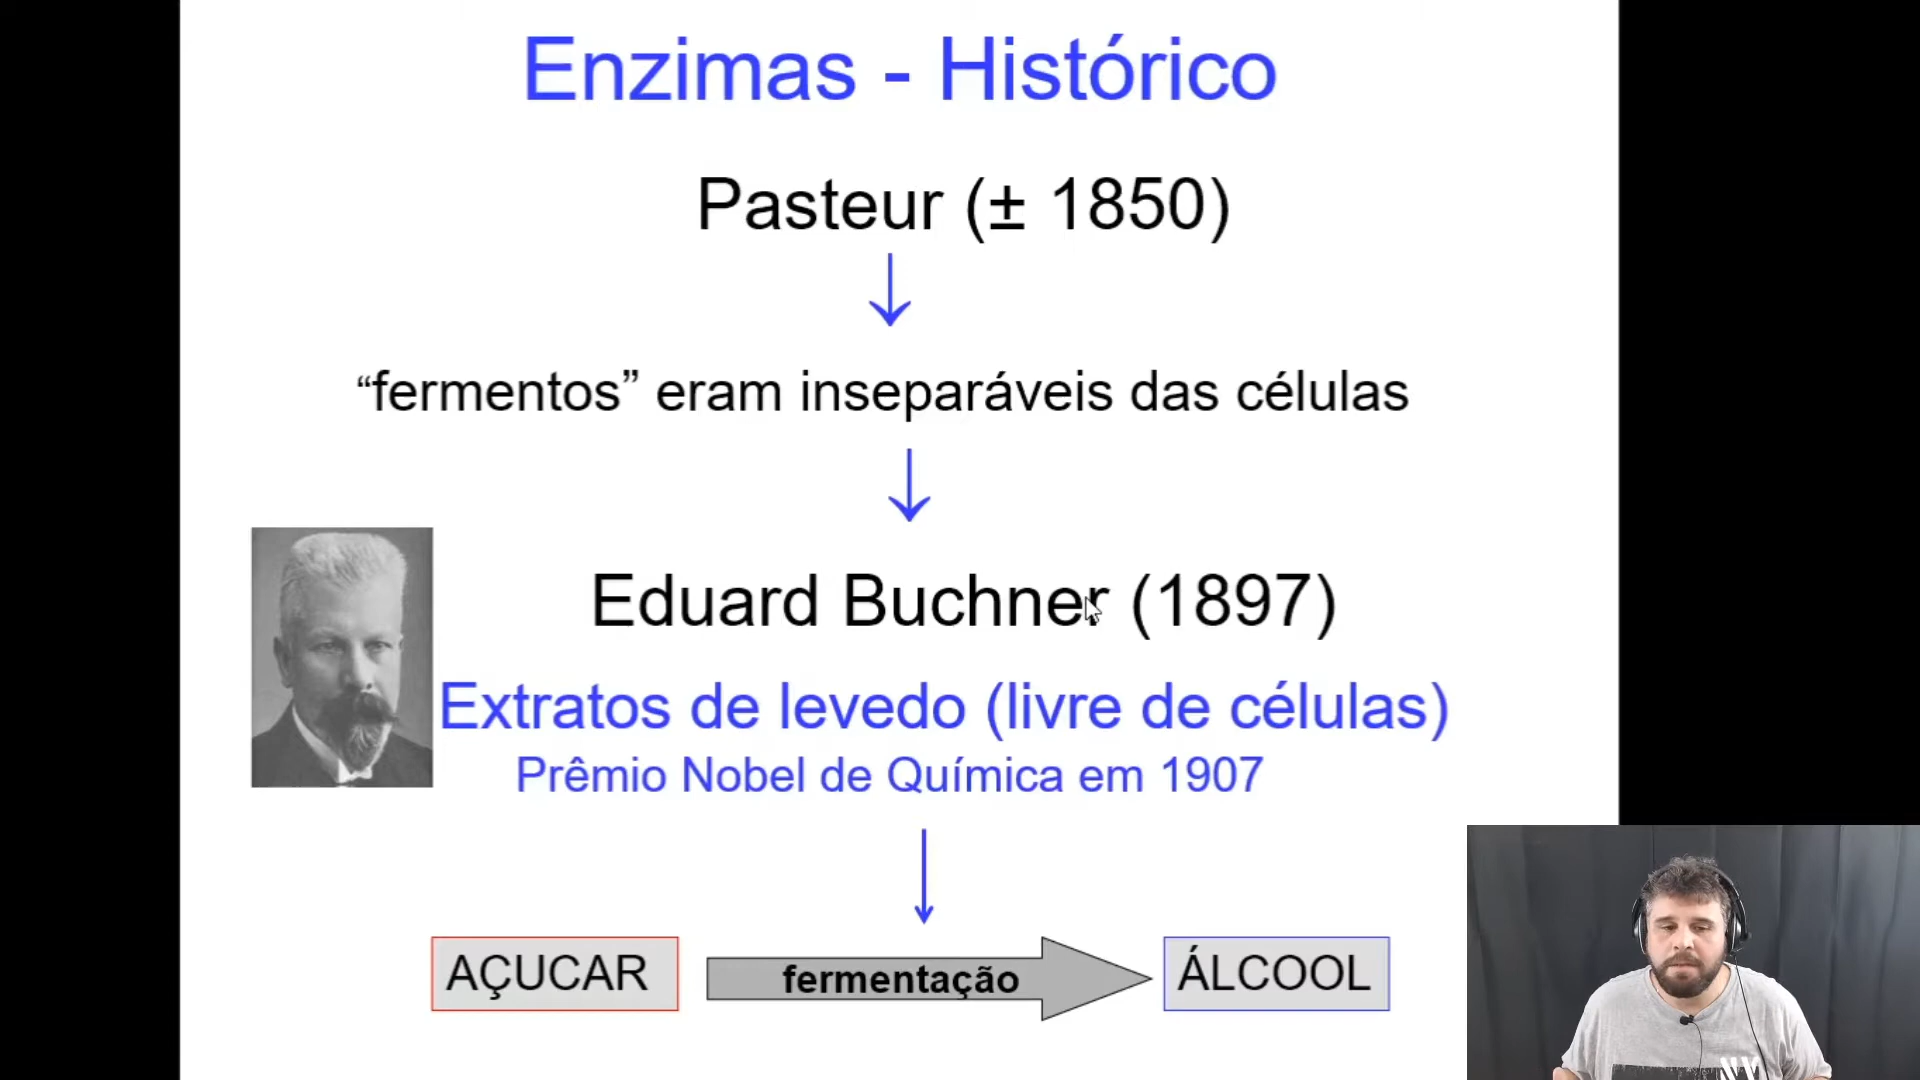 Enzimas - Histórico
Pasteur (± 1850)
“fermentos” eram inseparáveis das células
Eduard Buchner (1897)
Extratos de levedo (livre de células)
Prêmio Nobel de Química em 1907
AÇUCAR fermentação ÁLCOOL